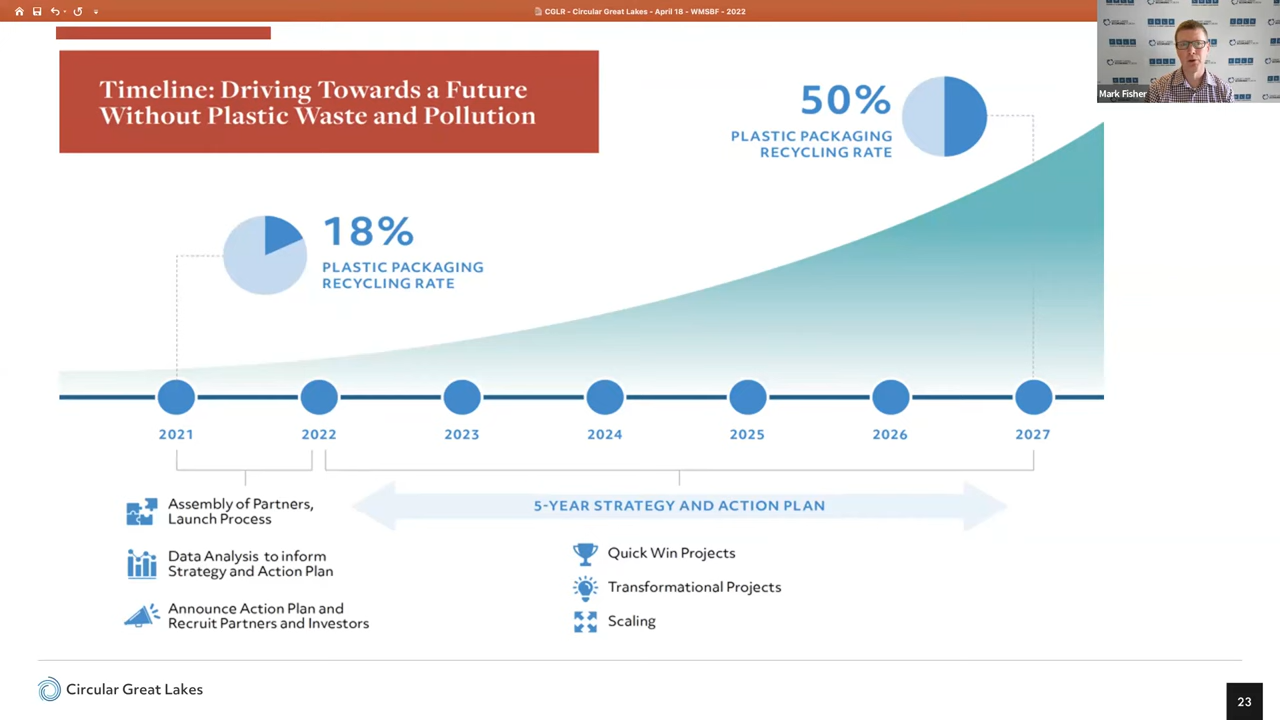 CGLR - Circular Great Lakes - April 18 - WMSBF - 2022
Mark Fisher
Timeline: Driving Towards a Future
Without Plastic Waste and Pollution
50%
PLASTIC PACKAGING
RECYCLING RATE
18%
PLASTIC PACKAGING
RECYCLING RATE
2021
2022
2023
2024
2025
2026
2027
Assembly of Partners,
Launch Process
Data Analysis to inform
Strategy and Action Plan
Announce Action Plan and
Recruit Partners and Investors
5-YEAR STRATEGY AND ACTION PLAN
Quick Win Projects
Transformational Projects
Scaling
Circular Great Lakes
23